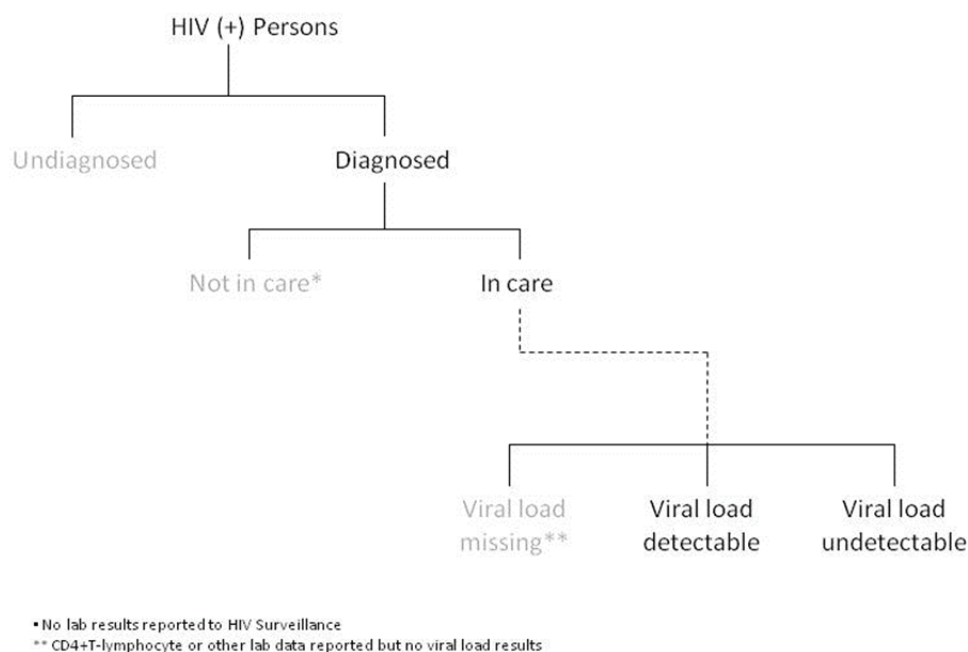 HIV (+) Persons
Undiagnosed
Diagnosed
Not in care*
In care
Viral load
missing**
Viral load
detectable
Viral load
undetectable
• No lab results reported to HIV Surveillance
** CD4+T-lymphocyte or other lab data reported but no viral load results